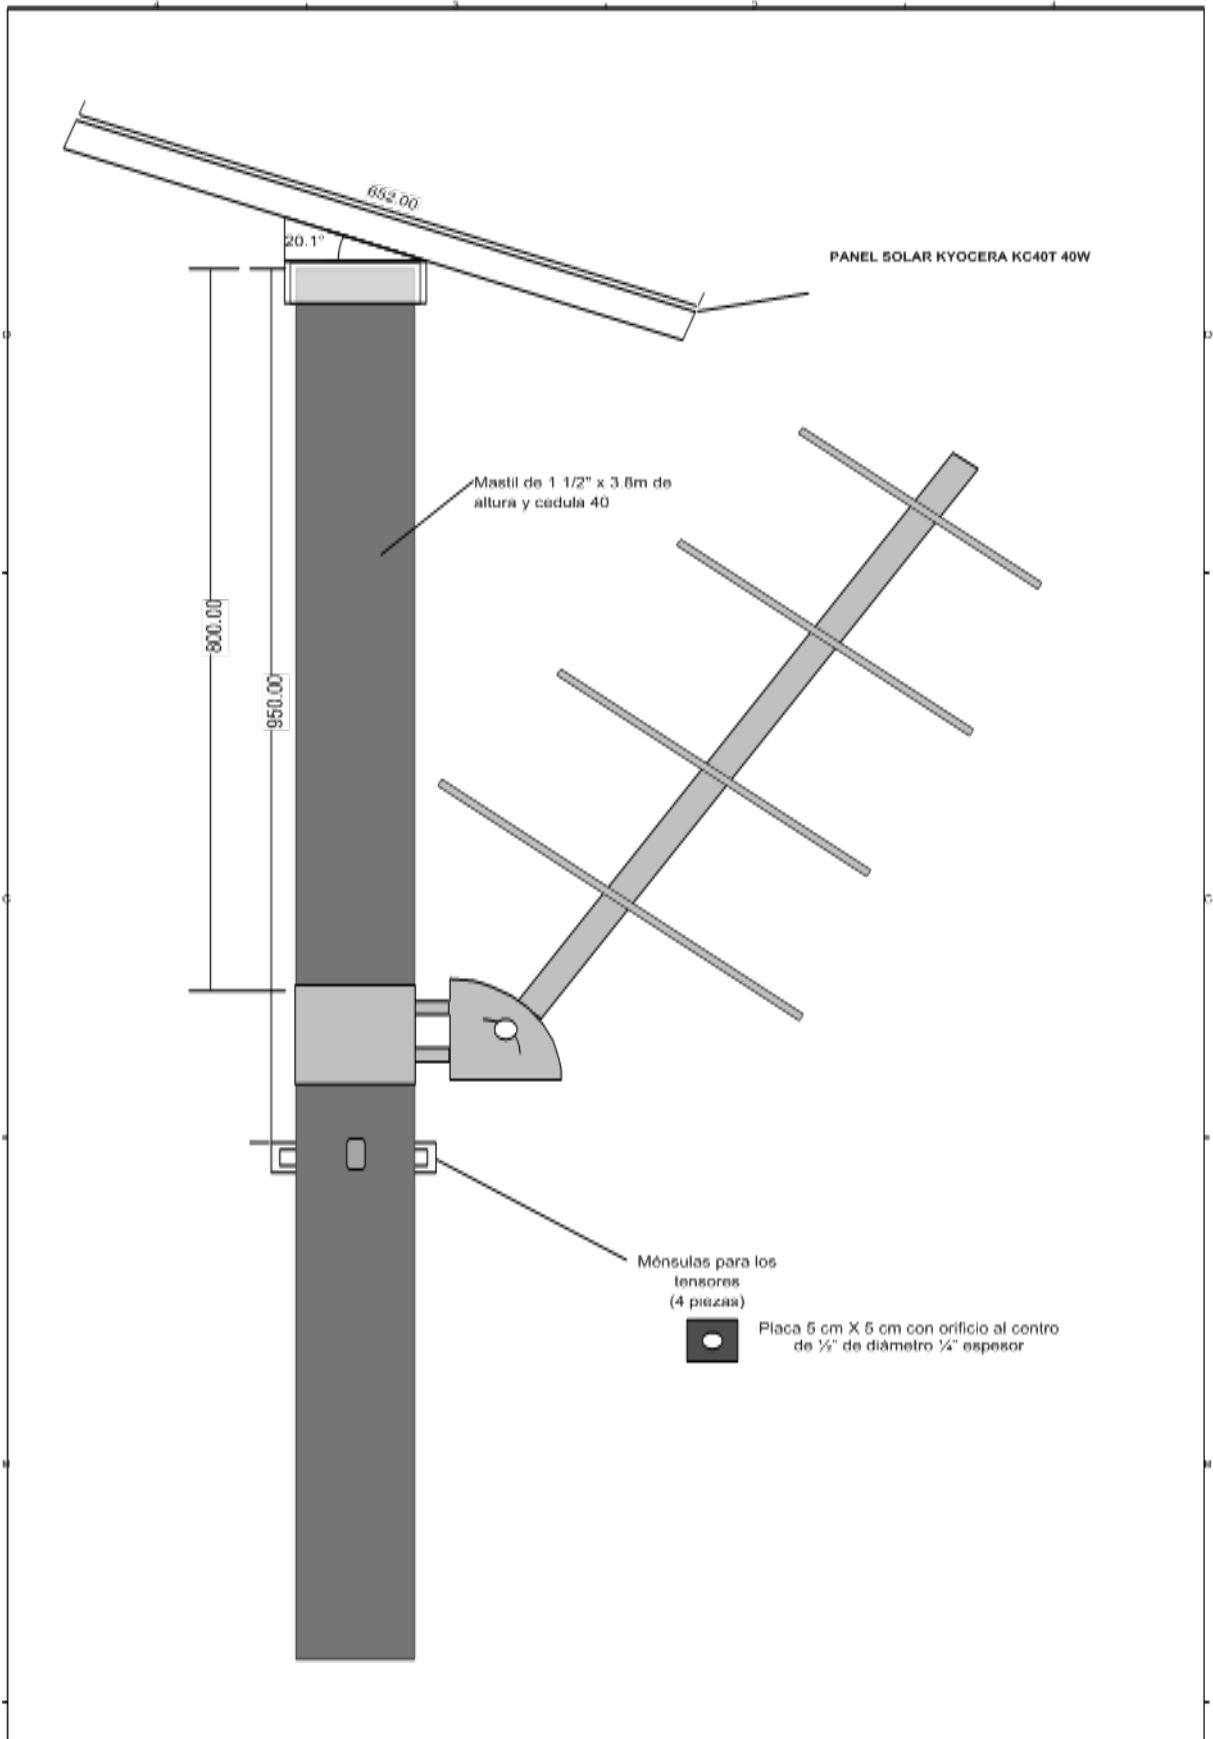 652.00
20.1°
PANEL SOLAR KYOCERA KC40T 40W
Mastil de 1 1/2" x 3.8m de
altura y cedula 40
800.00
950.00
Ménsulas para los
tensores
(4 piezas)
Placa 5 cm X 5 cm con orificio al centro
de ½" de diámetro ¼" espesor